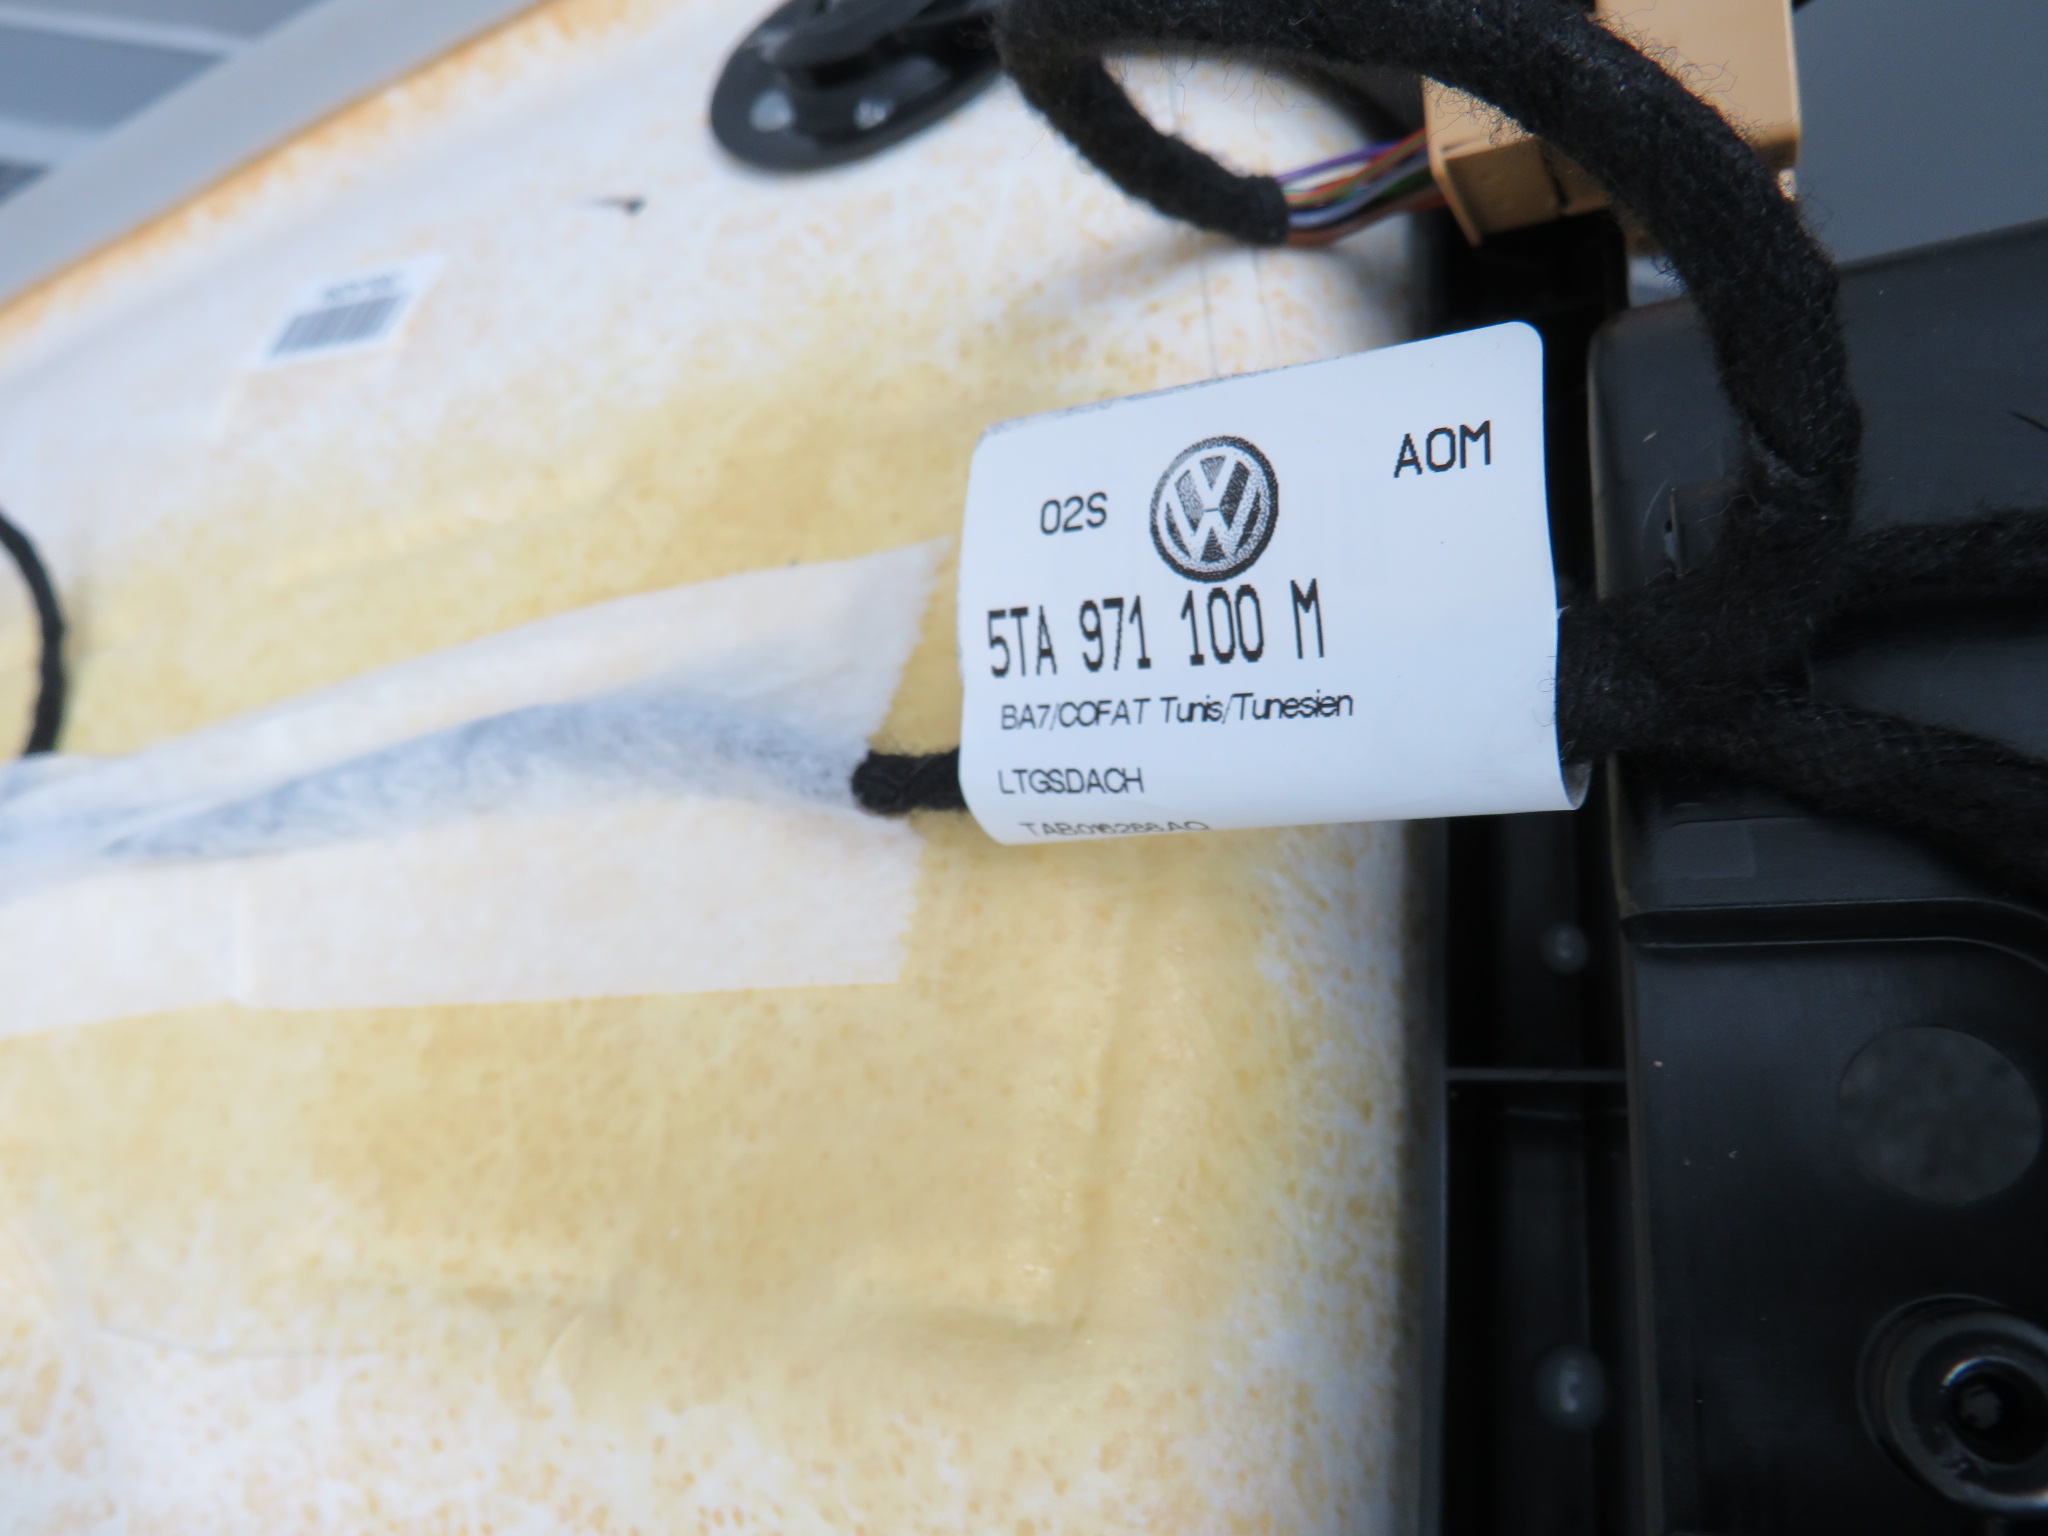 AOM
02S
5TA 971 100 M
BA7/COFAT Tunis/Tunesien
LTGSDACH